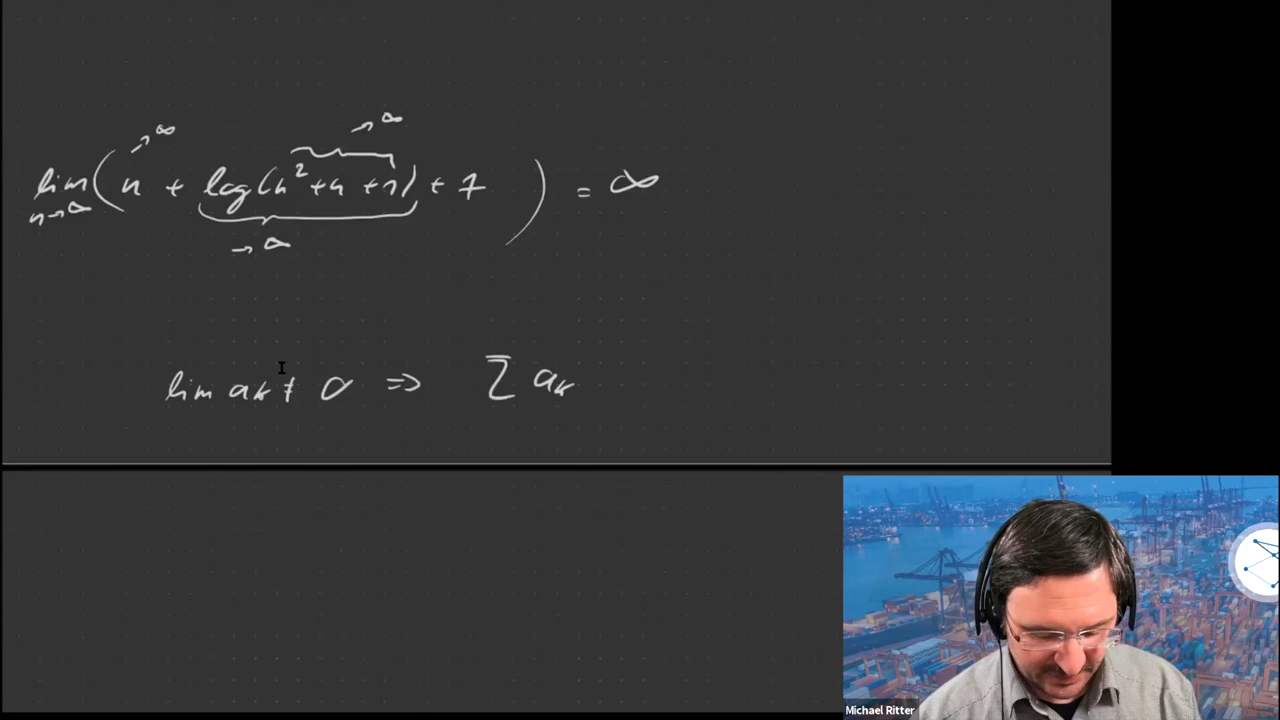 → ∞ → ∞
lim n→∞ ( n + log(n² + n + 1) + 7 ) = ∞
→ ∞
lim aₖ ≠ 0 ⇒ Σ aₖ
Michael Ritter